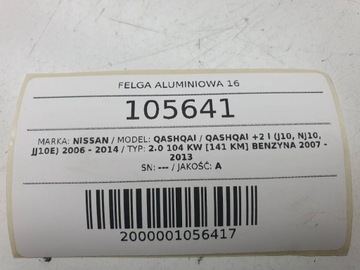 FELGA ALUMINIOWA 16
105641
MARKA: NISSAN / MODEL: QASHQAI / QASHQAI +2 I (J10, NJ10,
JJ10E) 2006 - 2014 / TYP: 2.0 104 KW [141 KM] BENZYNA 2007 -
2013
SN: --- / JAKOŚĆ: A
2000001056417